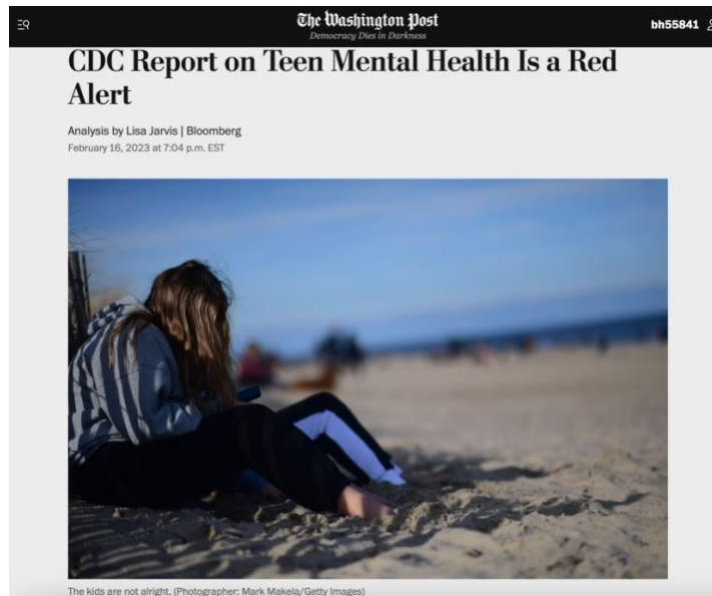 The Washington Post
Democracy Dies in Darkness
bh55841
CDC Report on Teen Mental Health Is a Red
Alert
Analysis by Lisa Jarvis | Bloomberg
February 16, 2023 at 7:04 p.m. EST
The kids are not alright. (Photographer: Mark Makela/Getty Images)